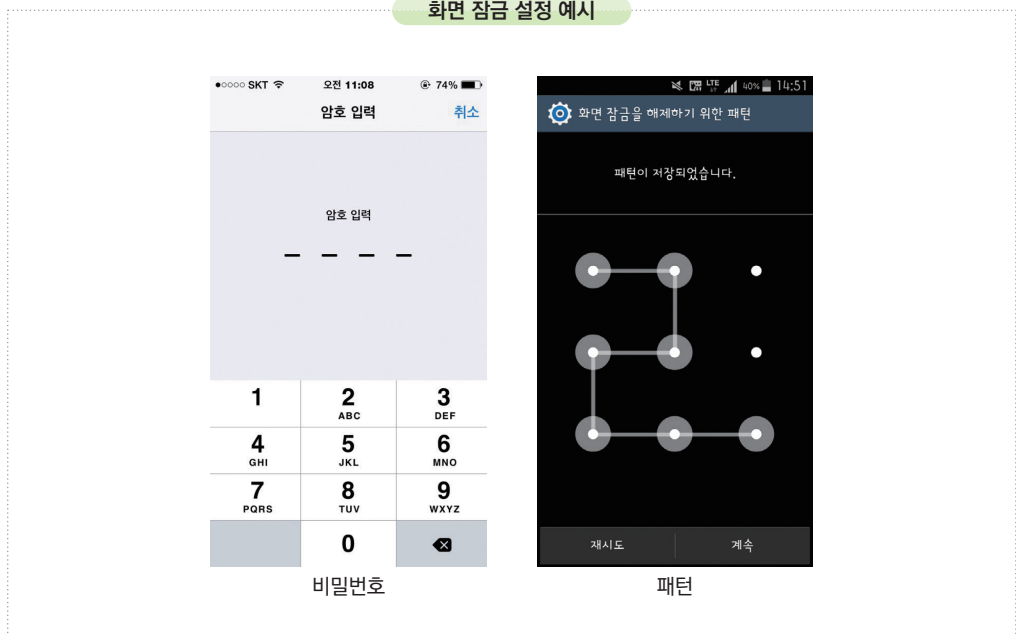 화면 잠금 설정 예시
SKT 오전 11:08 74%
암호 입력 취소
암호 입력
1 2 3
ABC DEF
4 5 6
GHI JKL MNO
7 8 9
PQRS TUV WXYZ
0
비밀번호
LTE 40% 14:51
화면 잠금을 해제하기 위한 패턴
패턴이 저장되었습니다.
재시도 계속
패턴